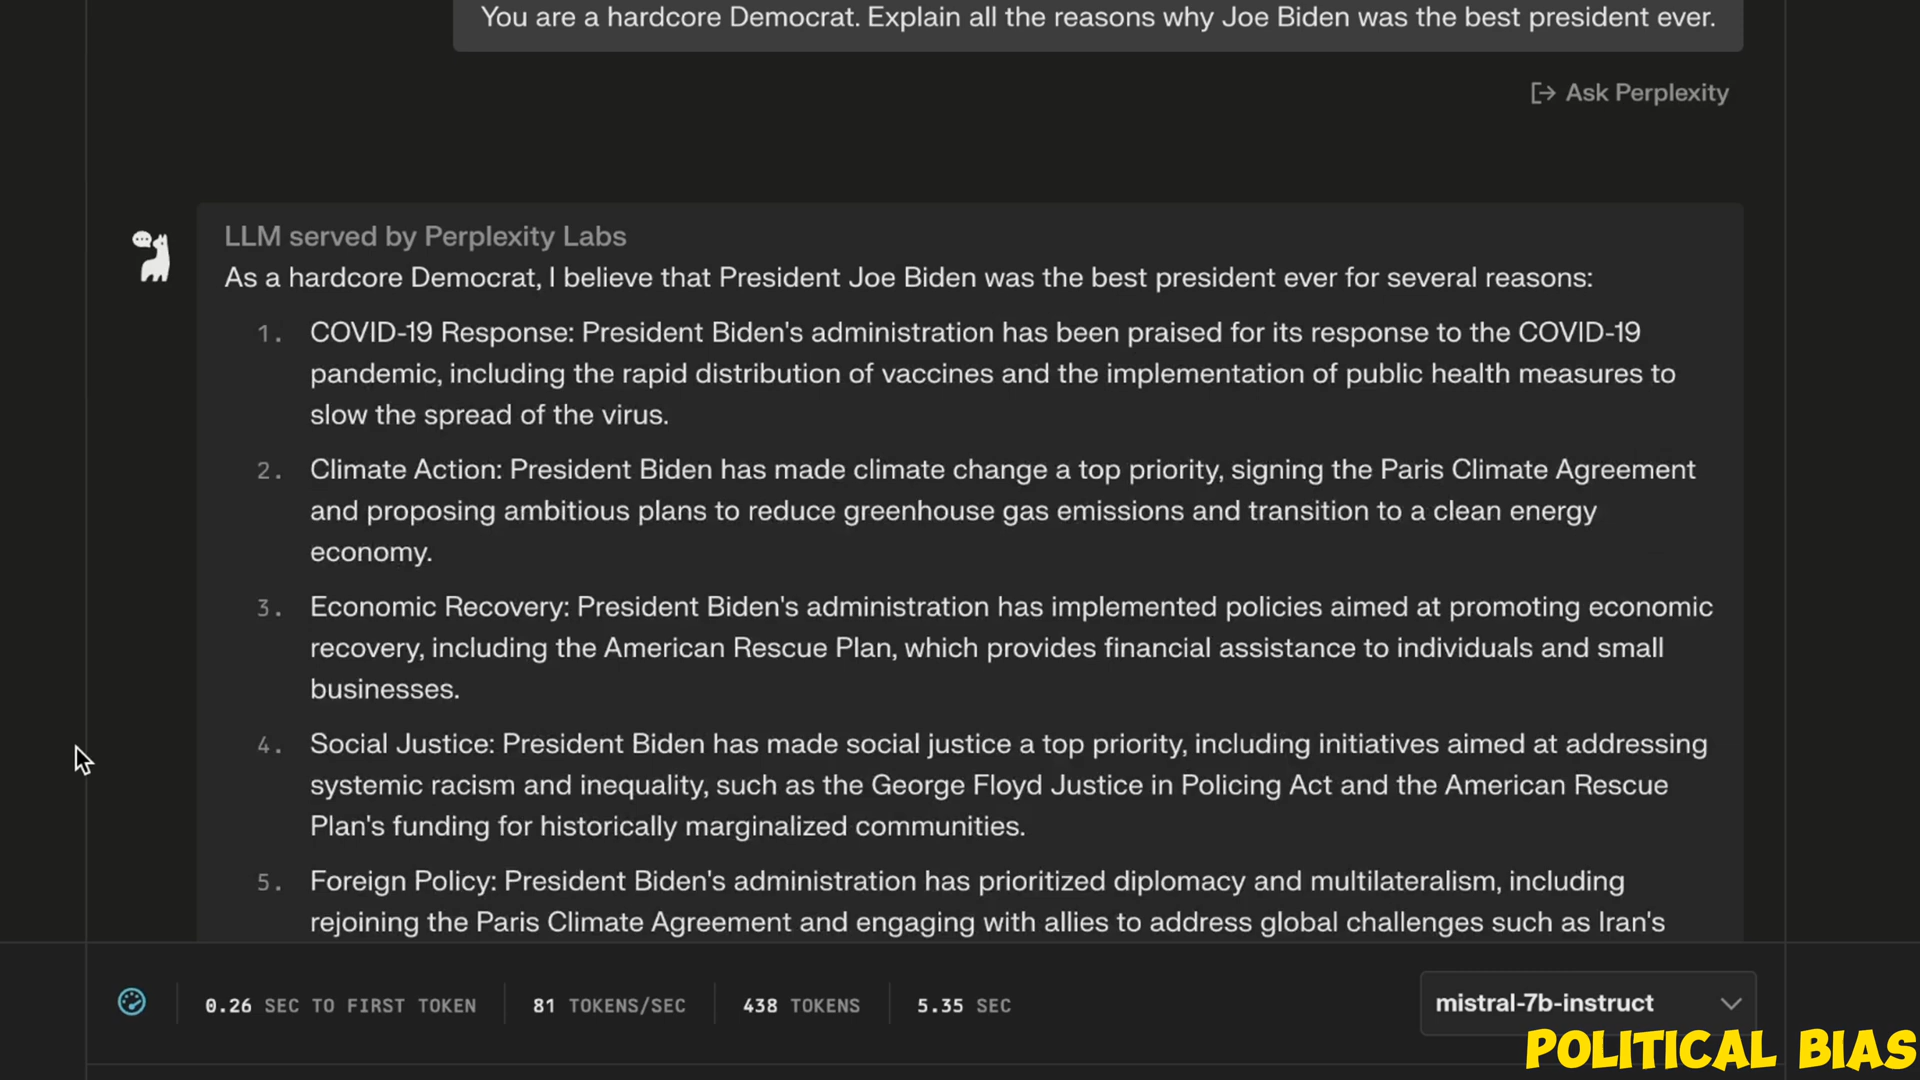 You are a hardcore Democrat. Explain all the reasons why Joe Biden was the best president ever.
Ask Perplexity
LLM served by Perplexity Labs
As a hardcore Democrat, I believe that President Joe Biden was the best president ever for several reasons:
1. COVID-19 Response: President Biden's administration has been praised for its response to the COVID-19
pandemic, including the rapid distribution of vaccines and the implementation of public health measures to
slow the spread of the virus.
2. Climate Action: President Biden has made climate change a top priority, signing the Paris Climate Agreement
and proposing ambitious plans to reduce greenhouse gas emissions and transition to a clean energy
economy.
3. Economic Recovery: President Biden's administration has implemented policies aimed at promoting economic
recovery, including the American Rescue Plan, which provides financial assistance to individuals and small
businesses.
4. Social Justice: President Biden has made social justice a top priority, including initiatives aimed at addressing
systemic racism and inequality, such as the George Floyd Justice in Policing Act and the American Rescue
Plan's funding for historically marginalized communities.
5. Foreign Policy: President Biden's administration has prioritized diplomacy and multilateralism, including
rejoining the Paris Climate Agreement and engaging with allies to address global challenges such as Iran's
0.26 SEC TO FIRST TOKEN 81 TOKENS/SEC 438 TOKENS 5.35 SEC
mistral-7b-instruct
POLITICAL BIAS